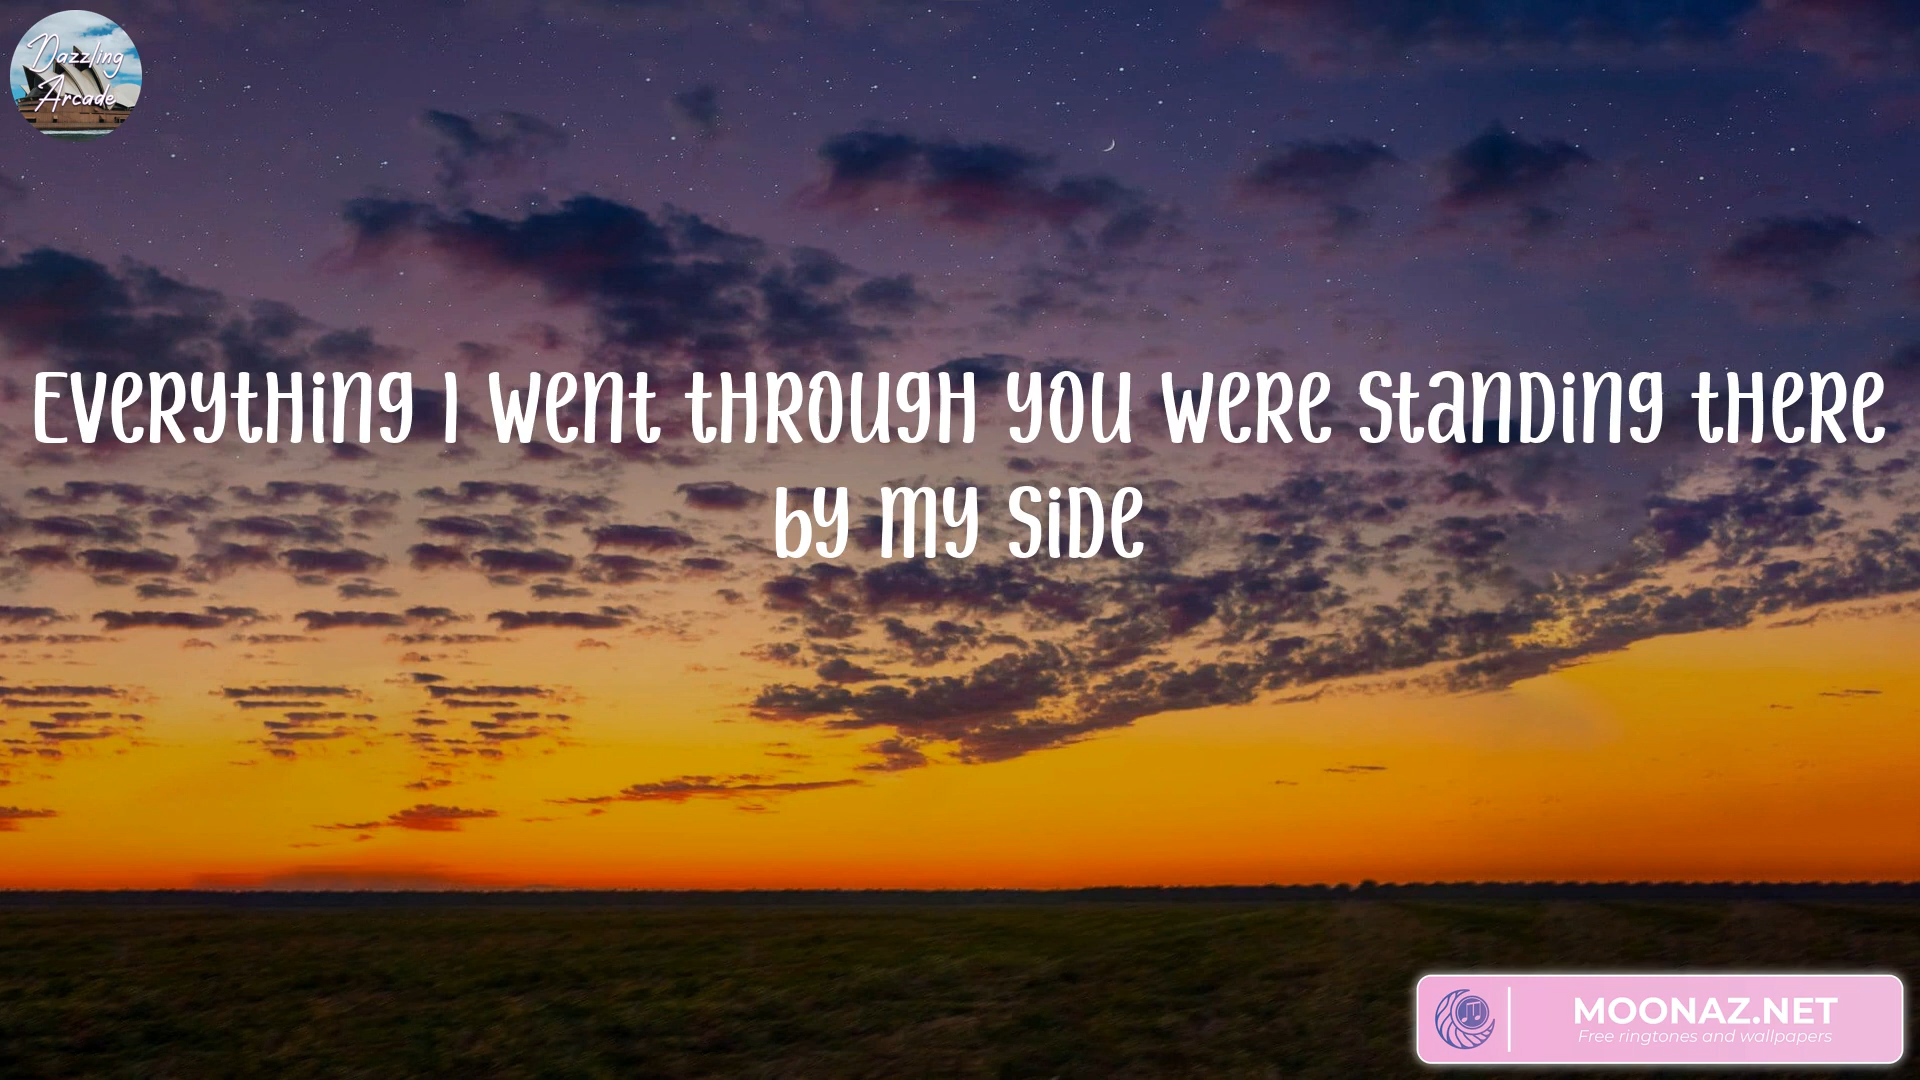 Dazzling
Arcade
Everything I went through you were standing there
by my side
MOONAZ.NET
Free ringtones and wallpapers